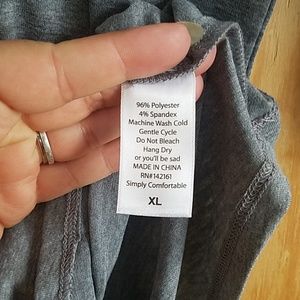 96% Polyester
4% Spandex
Machine Wash Cold
Gentle Cycle
Do Not Bleach
Hang Dry
or you'll be sad
MADE IN CHINA
RN#142161
Simply Comfortable
XL